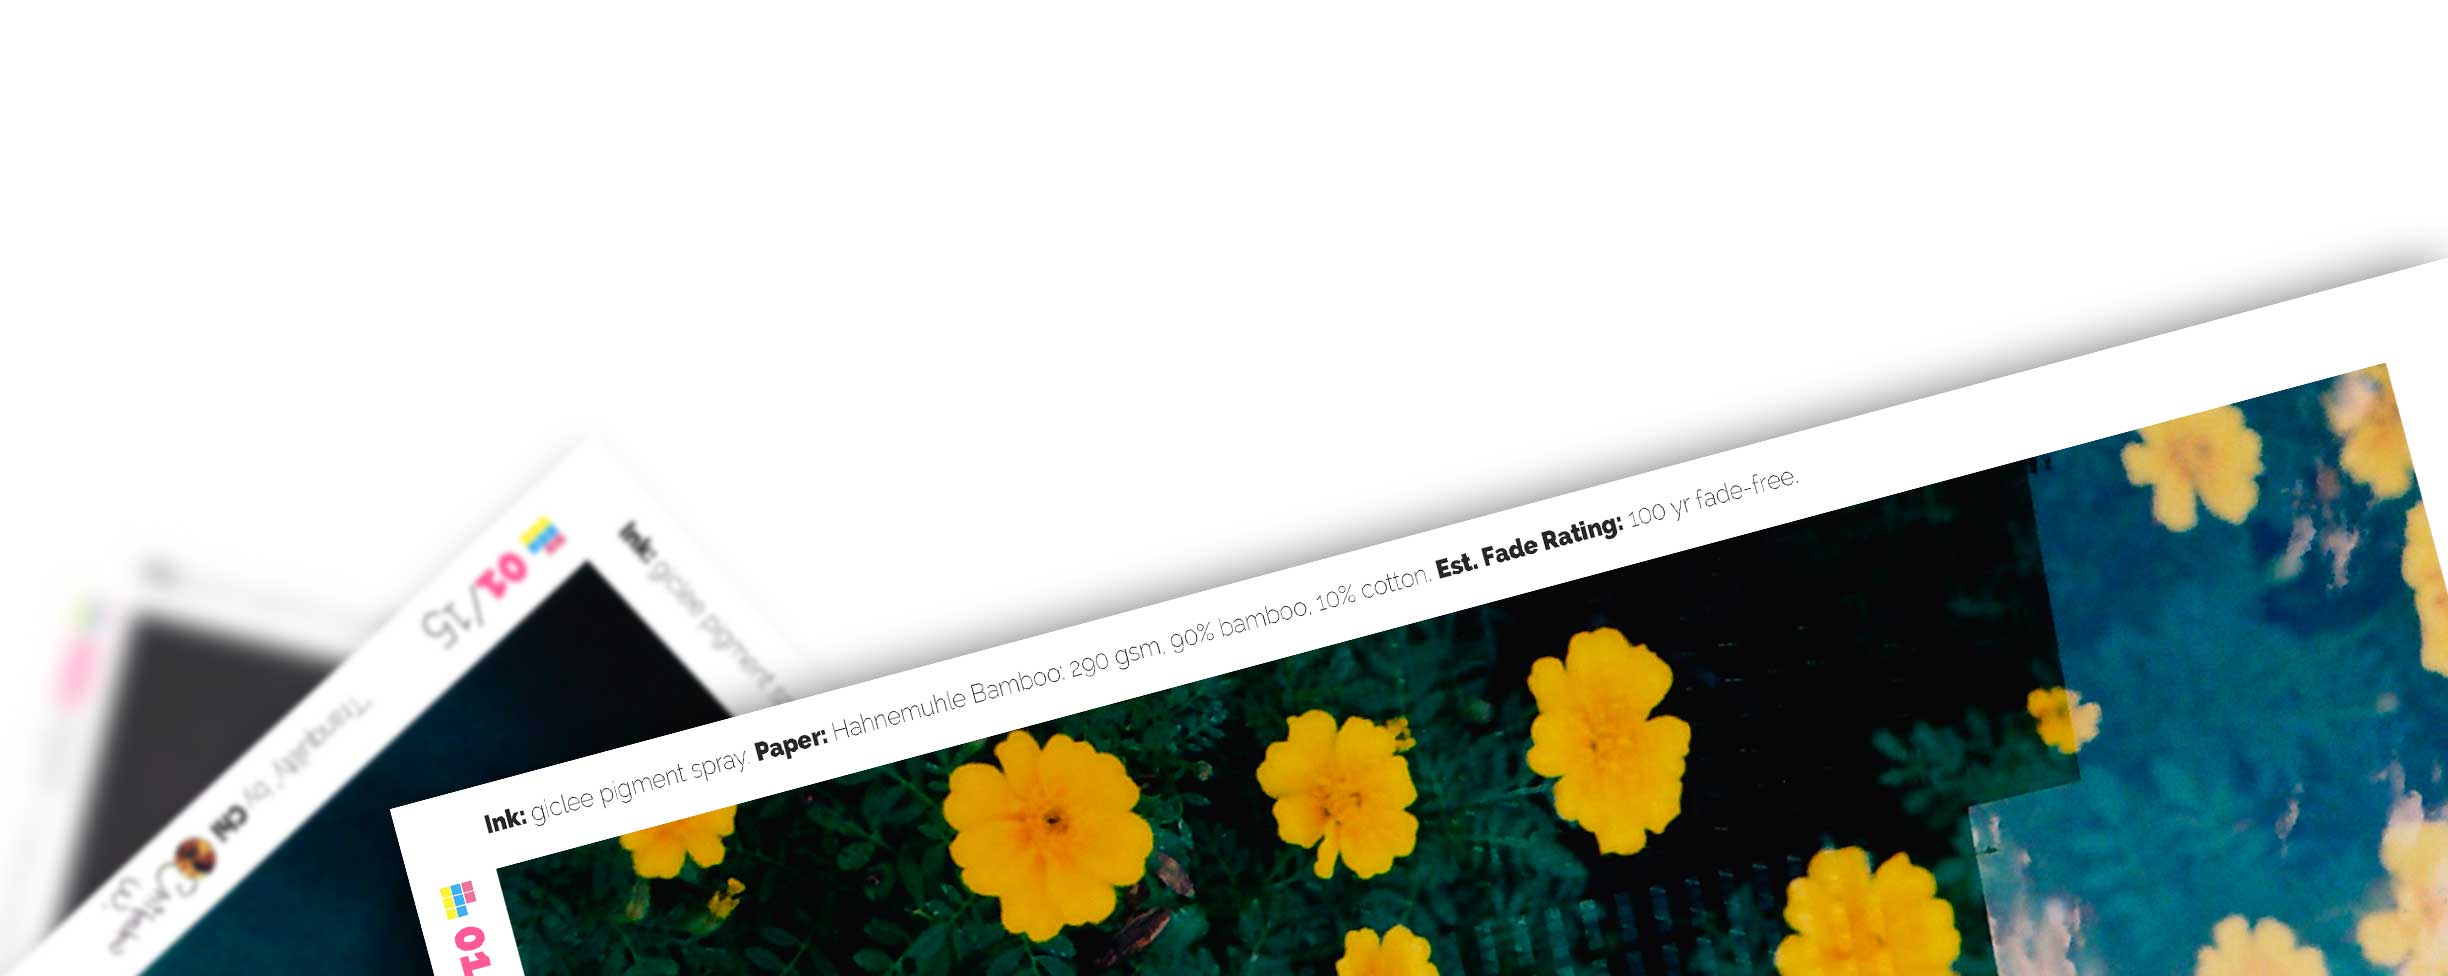 Ink: giclee pigment spray. Paper: Hahnemuhle Bamboo: 290 gsm, 90% bamboo, 10% cotton. Est. Fade Rating: 100 yr fade-free.
01
Ink: giclee pigment
01/15
'Tranquility' by Chi